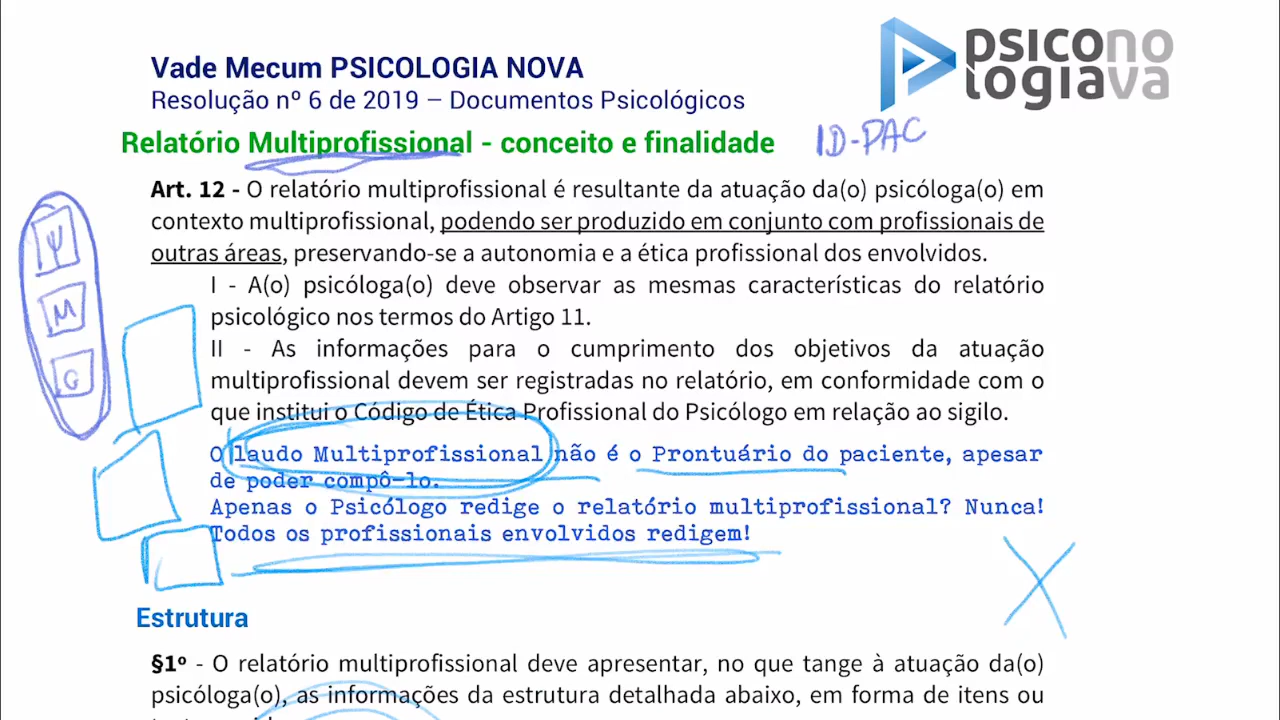 Vade Mecum PSICOLOGIA NOVA
psicono
logiava
Resolução nº 6 de 2019 – Documentos Psicológicos
Relatório Multiprofissional - conceito e finalidade
ID-PAC
Art. 12 - O relatório multiprofissional é resultante da atuação da(o) psicóloga(o) em
contexto multiprofissional, podendo ser produzido em conjunto com profissionais de
outras áreas, preservando-se a autonomia e a ética profissional dos envolvidos.
Ψ
M
I - A(o) psicóloga(o) deve observar as mesmas características do relatório
psicológico nos termos do Artigo 11.
II - As informações para o cumprimento dos objetivos da atuação
multiprofissional devem ser registradas no relatório, em conformidade com o
que institui o Código de Ética Profissional do Psicólogo em relação ao sigilo.
O laudo Multiprofissional não é o Prontuário do paciente, apesar
de poder compô-lo.
Apenas o Psicólogo redige o relatório multiprofissional? Nunca!
Todos os profissionais envolvidos redigem!
Estrutura
§1º - O relatório multiprofissional deve apresentar, no que tange à atuação da(o)
psicóloga(o), as informações da estrutura detalhada abaixo, em forma de itens ou